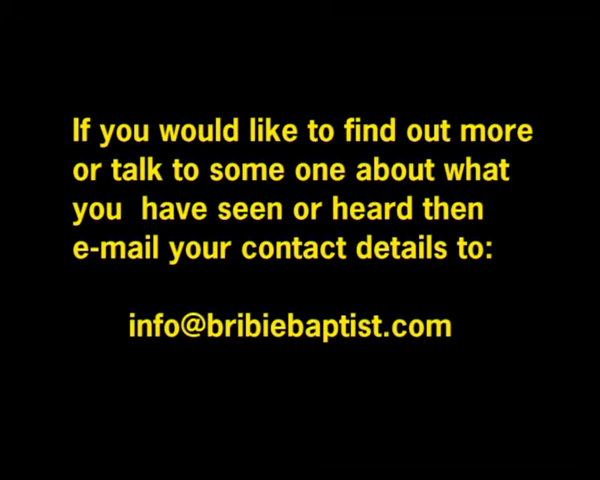 If you would like to find out more
or talk to some one about what
you  have seen or heard then
e-mail your contact details to:
info@bribiebaptist.com